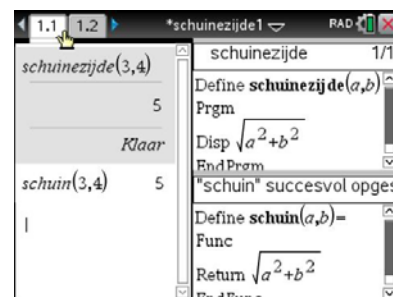 1.1 1.2 *schuinezijde1 RAD
schuinezijde(3,4)
5
Klaar
schuin(3,4) 5
schuinezijde 1/1
Define schuinezijde(a,b)
Prgm
Disp √a²+b²
EndPrgm
"schuin" succesvol opges
Define schuin(a,b)=
Func
Return √a²+b²
EndFunc